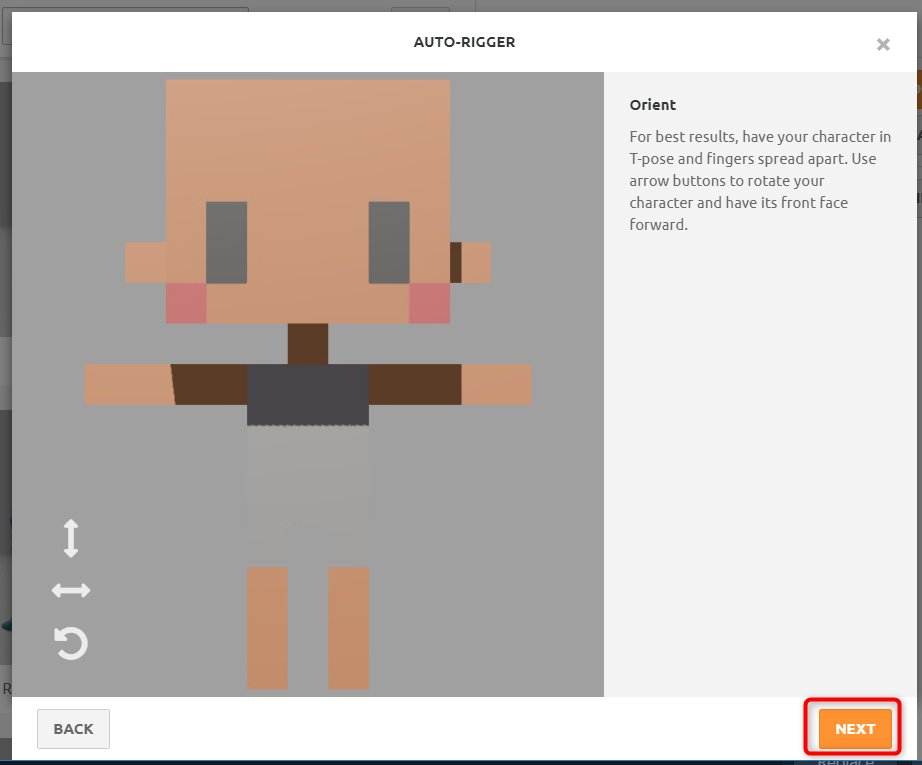 AUTO-RIGGER
×
Orient
For best results, have your character in
T-pose and fingers spread apart. Use
arrow buttons to rotate your
character and have its front face
forward.
BACK
NEXT
Replace